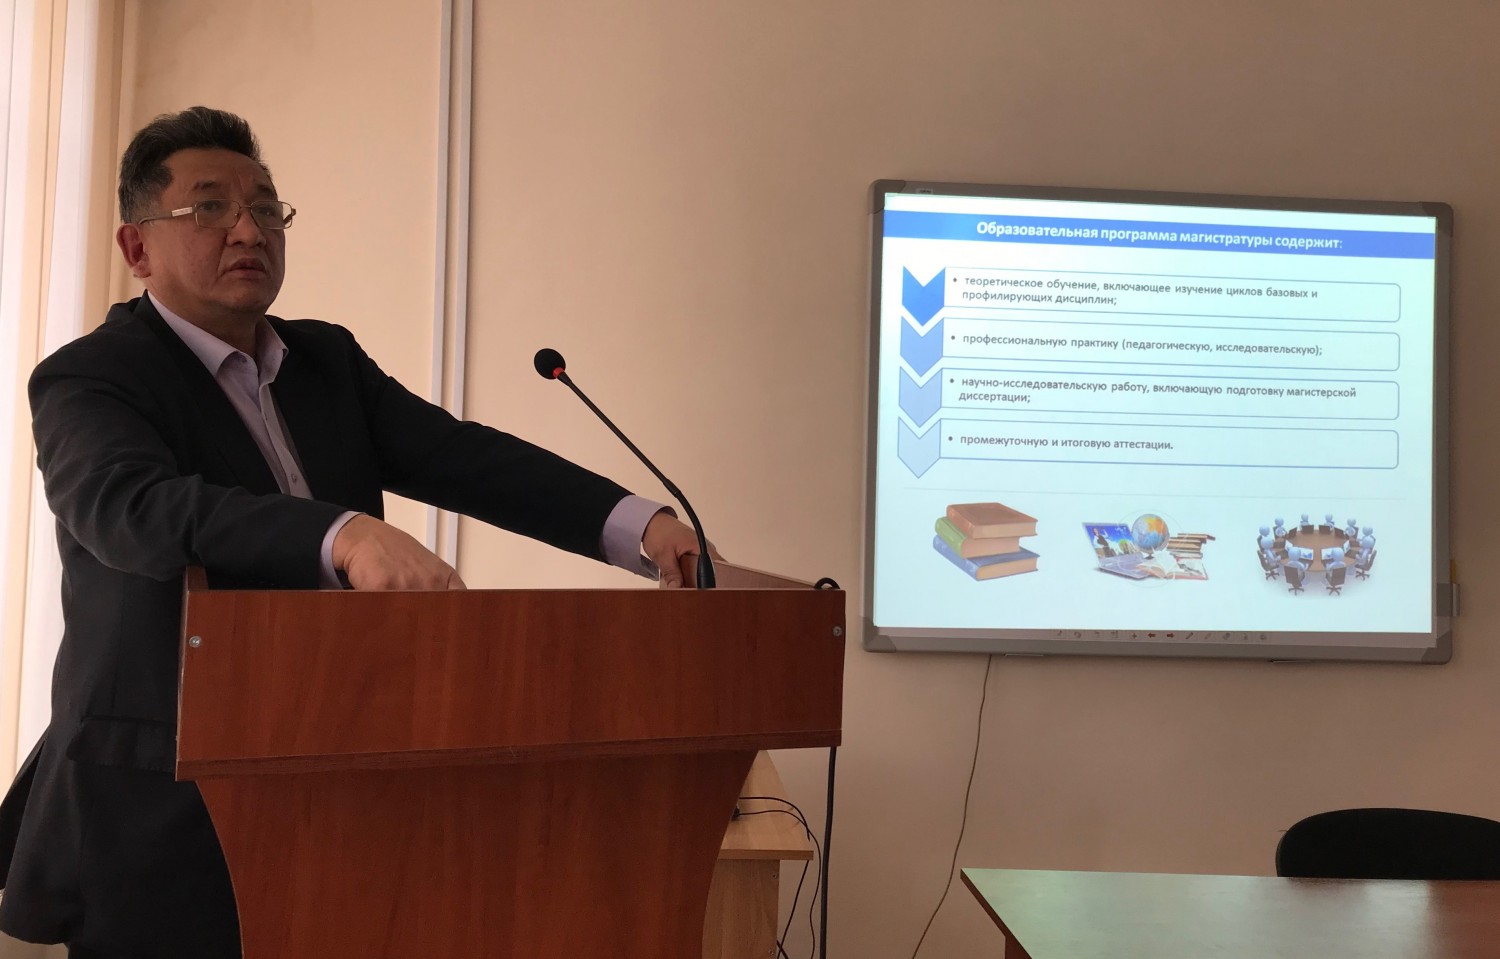 Образовательная программа магистратуры содержит:
• теоретическое обучение, включающее изучение циклов базовых и
профилирующих дисциплин;
• профессиональную практику (педагогическую, исследовательскую);
• научно-исследовательскую работу, включающую подготовку магистерской
диссертации;
• промежуточную и итоговую аттестации.